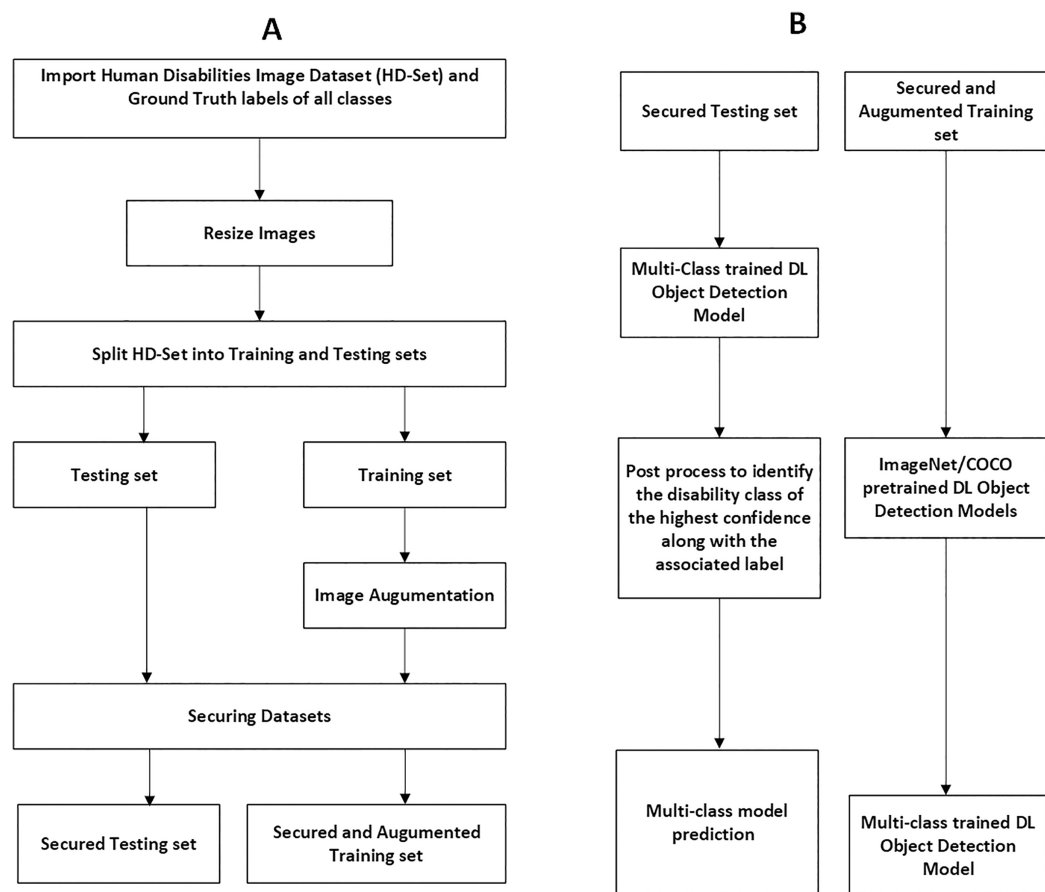 A
Import Human Disabilities Image Dataset (HD-Set) and
Ground Truth labels of all classes
Resize Images
Split HD-Set into Training and Testing sets
Testing set
Training set
Image Augumentation
Securing Datasets
Secured Testing set
Secured and Augumented
Training set
B
Secured Testing set
Multi-Class trained DL
Object Detection
Model
Post process to identify
the disability class of
the highest confidence
along with the
associated label
Multi-class model
prediction
Secured and
Augumented Training
set
ImageNet/COCO
pretrained DL Object
Detection Models
Multi-class trained DL
Object Detection
Model